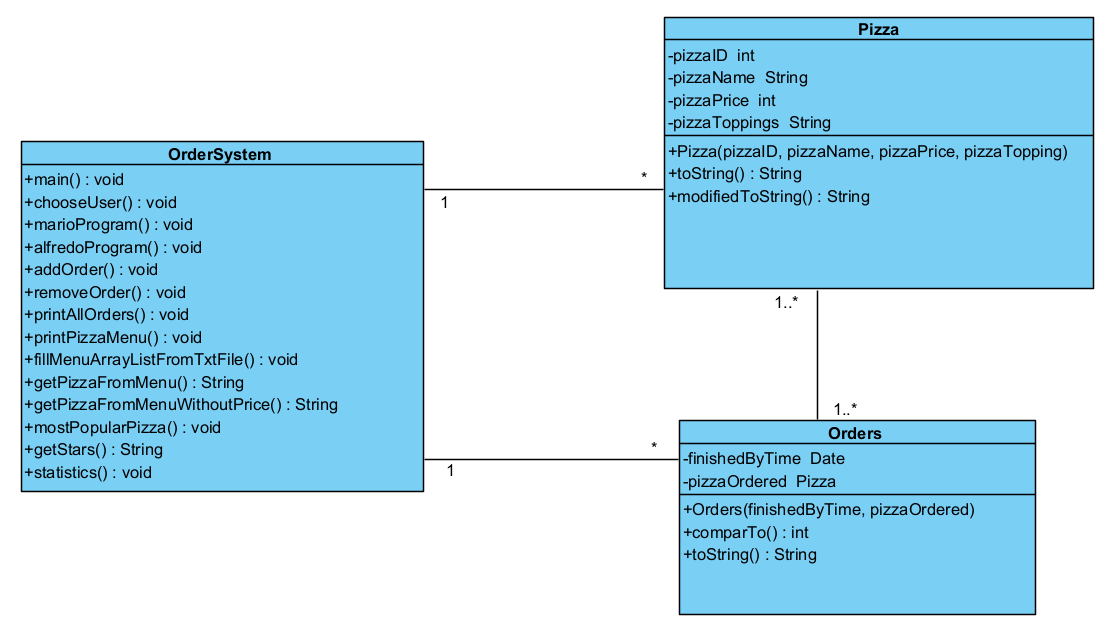 OrderSystem
+main() : void
+chooseUser() : void
+marioProgram() : void
+alfredoProgram() : void
+addOrder() : void
+removeOrder() : void
+printAllOrders() : void
+printPizzaMenu() : void
+fillMenuArrayListFromTxtFile() : void
+getPizzaFromMenu() : String
+getPizzaFromMenuWithoutPrice() : String
+mostPopularPizza() : void
+getStars() : String
+statistics() : void
1
*
1
*
Pizza
-pizzaID int
-pizzaName String
-pizzaPrice int
-pizzaToppings String
+Pizza(pizzaID, pizzaName, pizzaPrice, pizzaTopping)
+toString() : String
+modifiedToString() : String
1..*
1..*
Orders
-finishedByTime Date
-pizzaOrdered Pizza
+Orders(finishedByTime, pizzaOrdered)
+comparTo() : int
+toString() : String